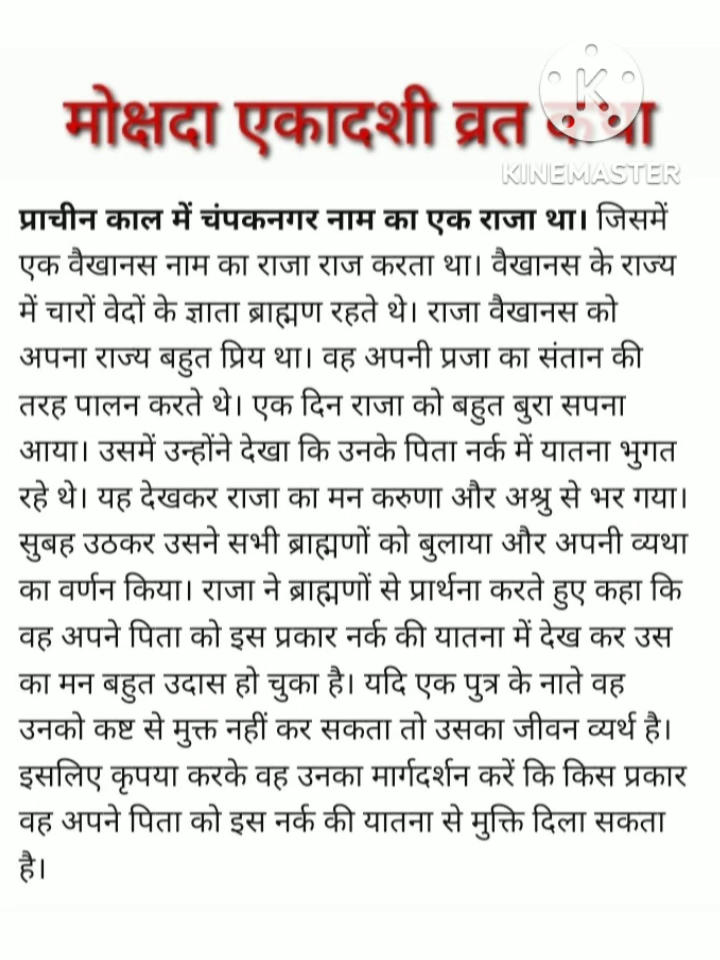 मोक्षदा एकादशी व्रत कथा
KINEMASTER
प्राचीन काल में चंपकनगर नाम का एक राजा था। जिसमें
एक वैखानस नाम का राजा राज करता था। वैखानस के राज्य
में चारों वेदों के ज्ञाता ब्राह्मण रहते थे। राजा वैखानस को
अपना राज्य बहुत प्रिय था। वह अपनी प्रजा का संतान की
तरह पालन करते थे। एक दिन राजा को बहुत बुरा सपना
आया। उसमें उन्होंने देखा कि उनके पिता नर्क में यातना भुगत
रहे थे। यह देखकर राजा का मन करुणा और अश्रु से भर गया।
सुबह उठकर उसने सभी ब्राह्मणों को बुलाया और अपनी व्यथा
का वर्णन किया। राजा ने ब्राह्मणों से प्रार्थना करते हुए कहा कि
वह अपने पिता को इस प्रकार नर्क की यातना में देख कर उस
का मन बहुत उदास हो चुका है। यदि एक पुत्र के नाते वह
उनको कष्ट से मुक्त नहीं कर सकता तो उसका जीवन व्यर्थ है।
इसलिए कृपया करके वह उनका मार्गदर्शन करें कि किस प्रकार
वह अपने पिता को इस नर्क की यातना से मुक्ति दिला सकता
है।